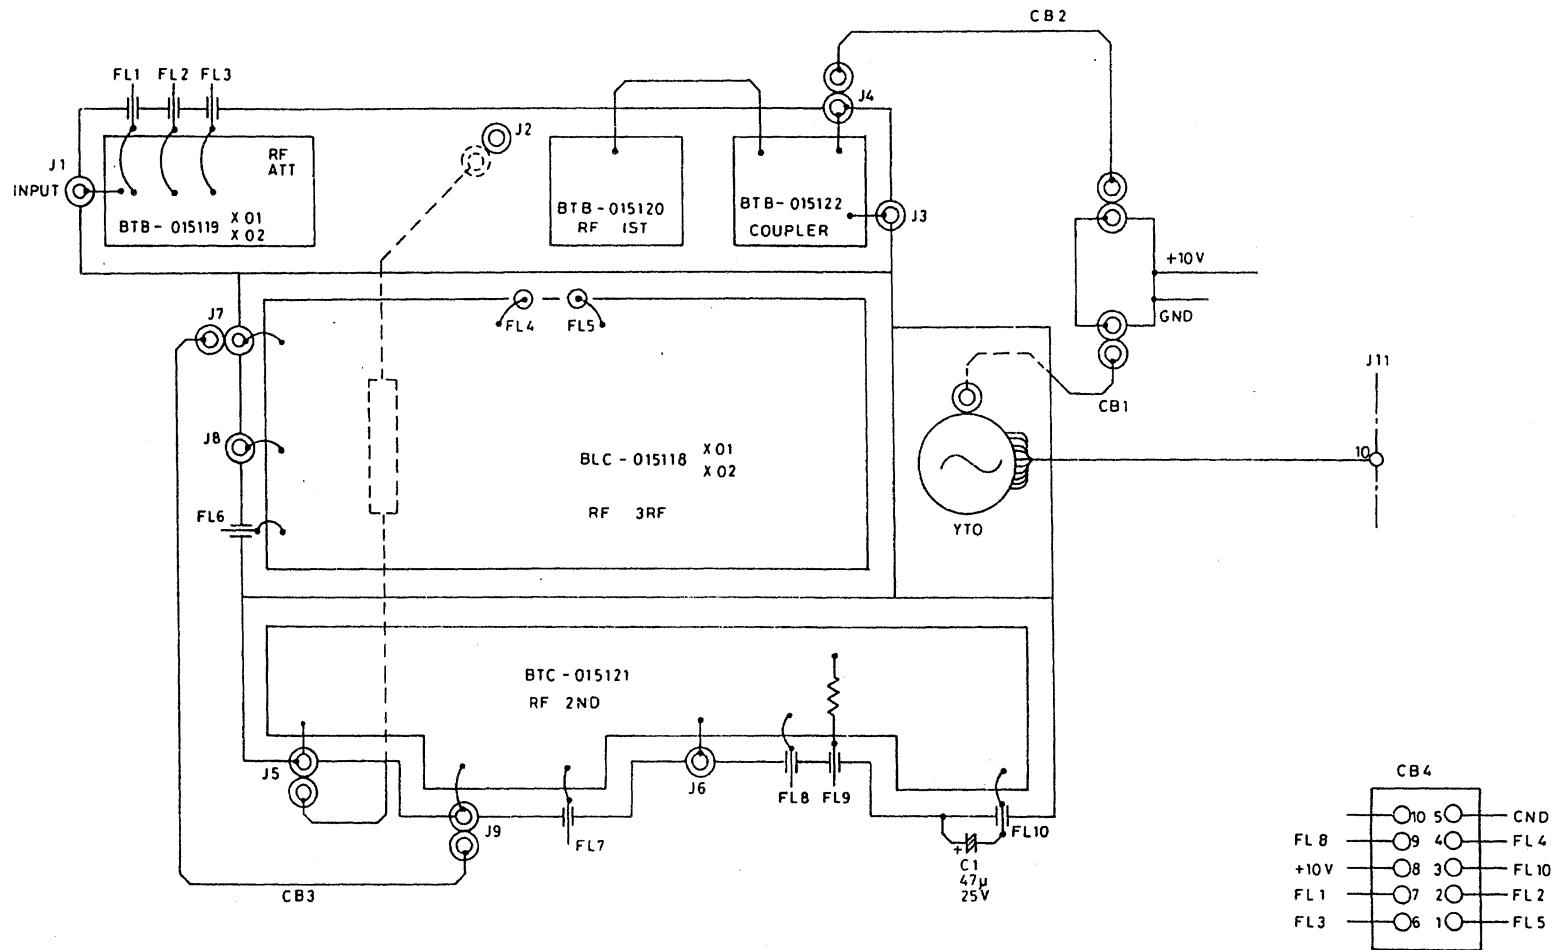 CB2
FL1 FL2 FL3
J4
J2
J1
INPUT
RF
ATT
BTB-015119 X01
X02
BTB-015120
RF 1ST
BTB-015122
COUPLER
J3
+10V
GND
J7
FL4
FL5
J11
CB1
J8
BLC-015118 X01
X02
10
FL6
RF 3RF
YTO
BTC-015121
RF 2ND
J5
J6
FL8 FL9
CB4
J9
FL7
FL10
+
C1
47µ
25V
CB3
10 5 CND
FL8 9 4 FL4
+10V 8 3 FL10
FL1 7 2 FL2
FL3 6 1 FL5